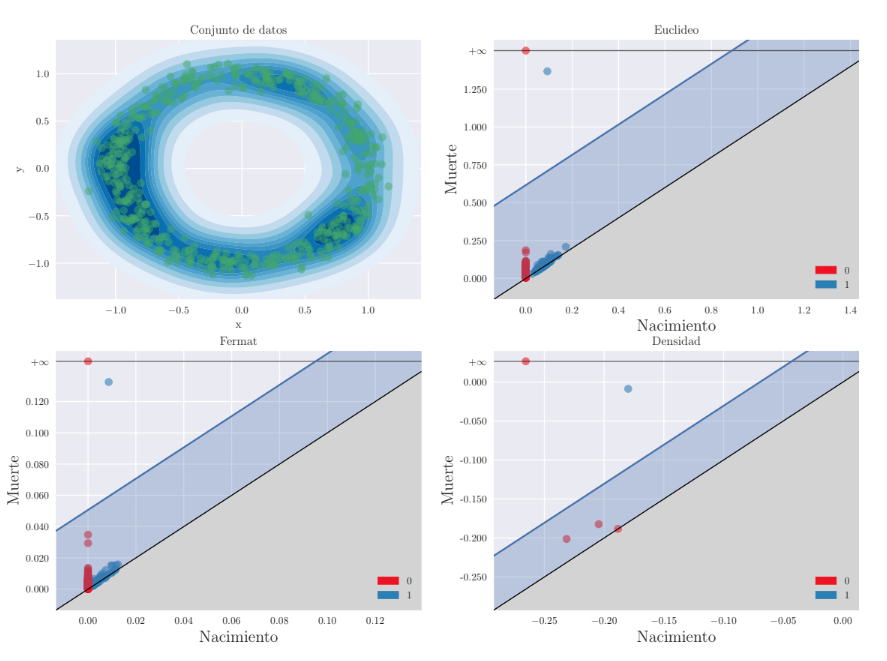 Conjunto de datos
1.0
0.5
0.0
−0.5
−1.0
y
−1.0 −0.5 0.0 0.5 1.0
x
Euclideo
+∞
1.250
1.000
0.750
0.500
0.250
0.000
Muerte
0.0 0.2 0.4 0.6 0.8 1.0 1.2 1.4
Nacimiento
0
1
Fermat
+∞
0.120
0.100
0.080
0.060
0.040
0.020
0.000
Muerte
0.00 0.02 0.04 0.06 0.08 0.10 0.12
Nacimiento
0
1
Densidad
+∞
0.000
-0.050
-0.100
-0.150
-0.200
-0.250
Muerte
−0.25 −0.20 −0.15 −0.10 −0.05 0.00
Nacimiento
0
1